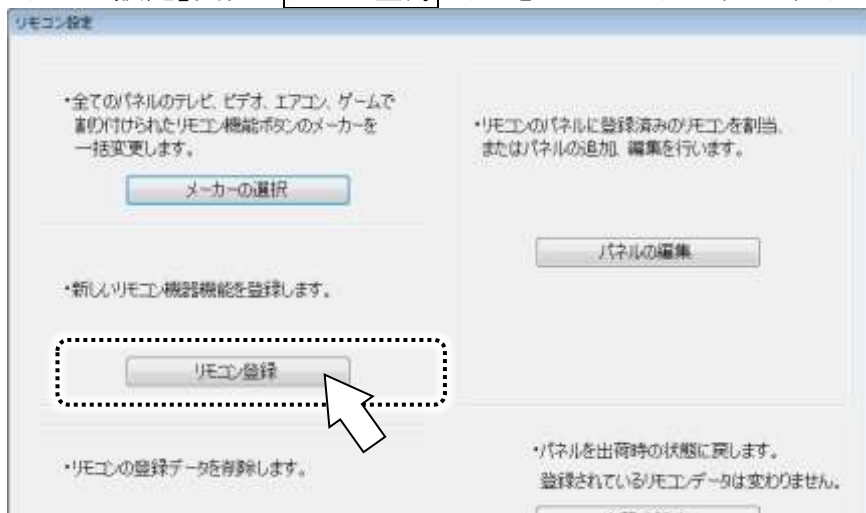 リモコン設定
・全てのパネルのテレビ、ビデオ、エアコン、ゲームで
割り付けられたリモコン機能ボタンのメーカーを
一括変更します。
メーカーの選択
・新しいリモコン機器機能を登録します。
リモコン登録
・リモコンの登録データを削除します。
・リモコンのパネルに登録済みのリモコンを割当、
またはパネルの追加、編集を行います。
パネルの編集
・パネルを出荷時の状態に戻します。
登録されているリモコンデータは変わりません。